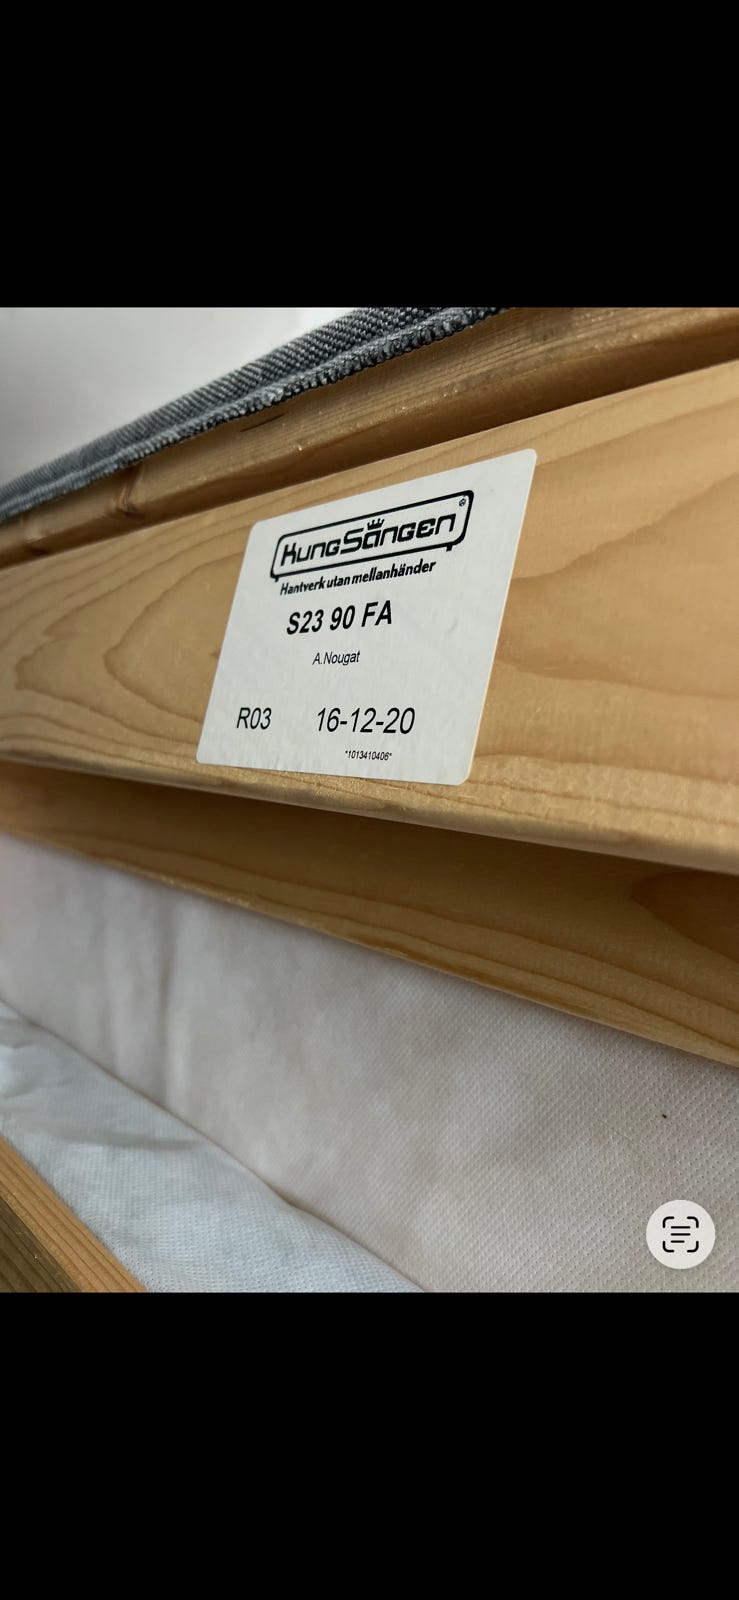 KungSängen®
Hantverk utan mellanhänder
S23 90 FA
A.Nougat
R03 16-12-20
*1013410406*